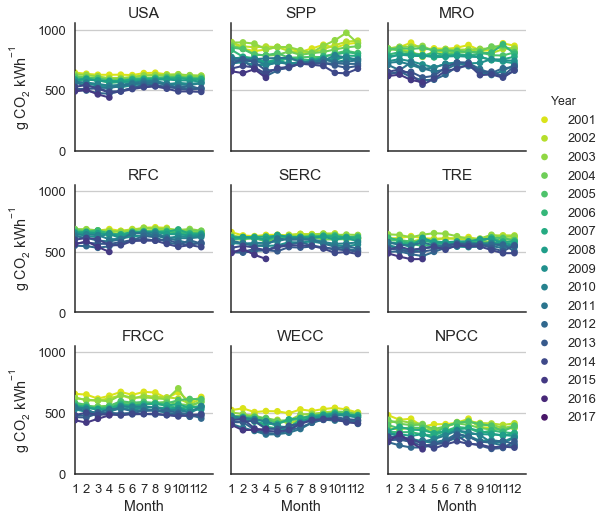 USA SPP MRO
1000
500
0
g CO₂ kWh⁻¹
RFC SERC TRE
1000
500
0
g CO₂ kWh⁻¹
FRCC WECC NPCC
1000
500
0
g CO₂ kWh⁻¹
1 2 3 4 5 6 7 8 9 10 11 12 1 2 3 4 5 6 7 8 9 10 11 12 1 2 3 4 5 6 7 8 9 10 11 12
Month Month Month
Year
2001
2002
2003
2004
2005
2006
2007
2008
2009
2010
2011
2012
2013
2014
2015
2016
2017